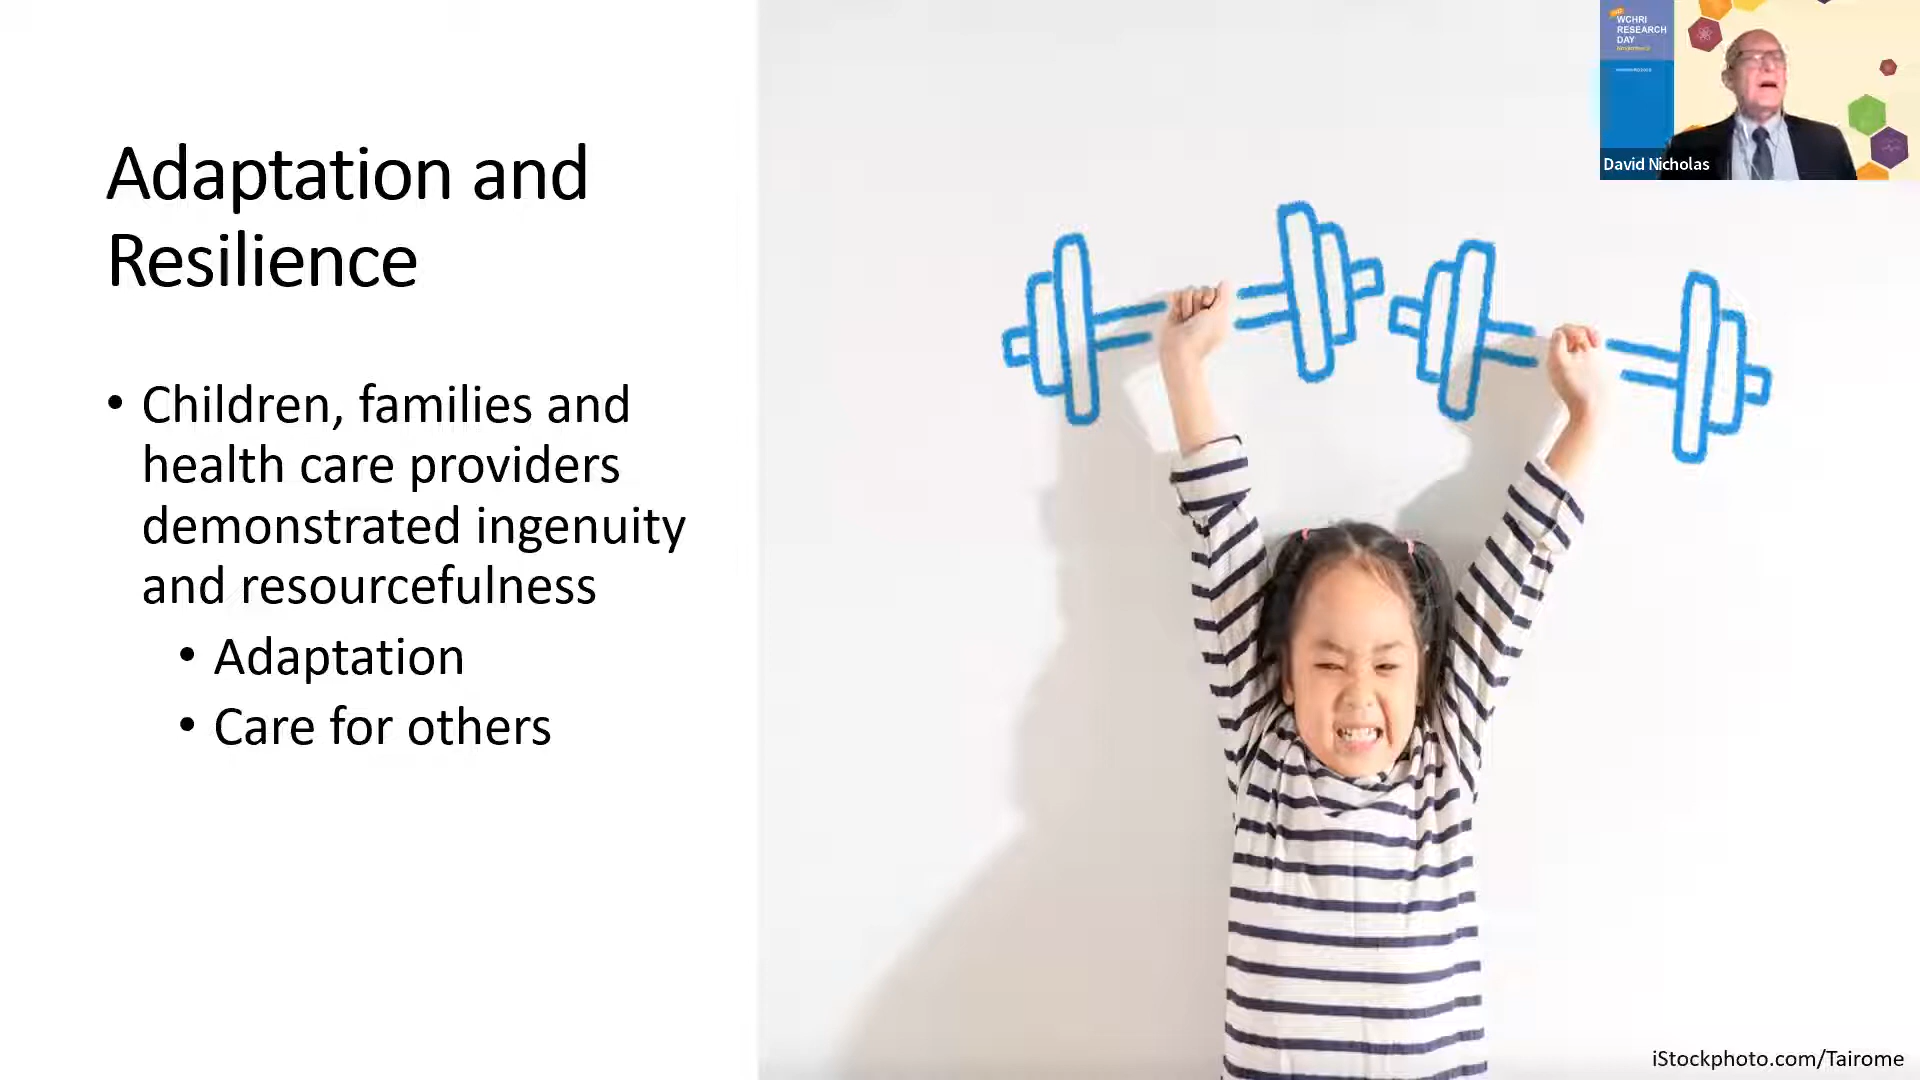 Adaptation and
Resilience
• Children, families and
health care providers
demonstrated ingenuity
and resourcefulness
• Adaptation
• Care for others
WCHRI
RESEARCH
DAY
David Nicholas
iStockphoto.com/Tairome